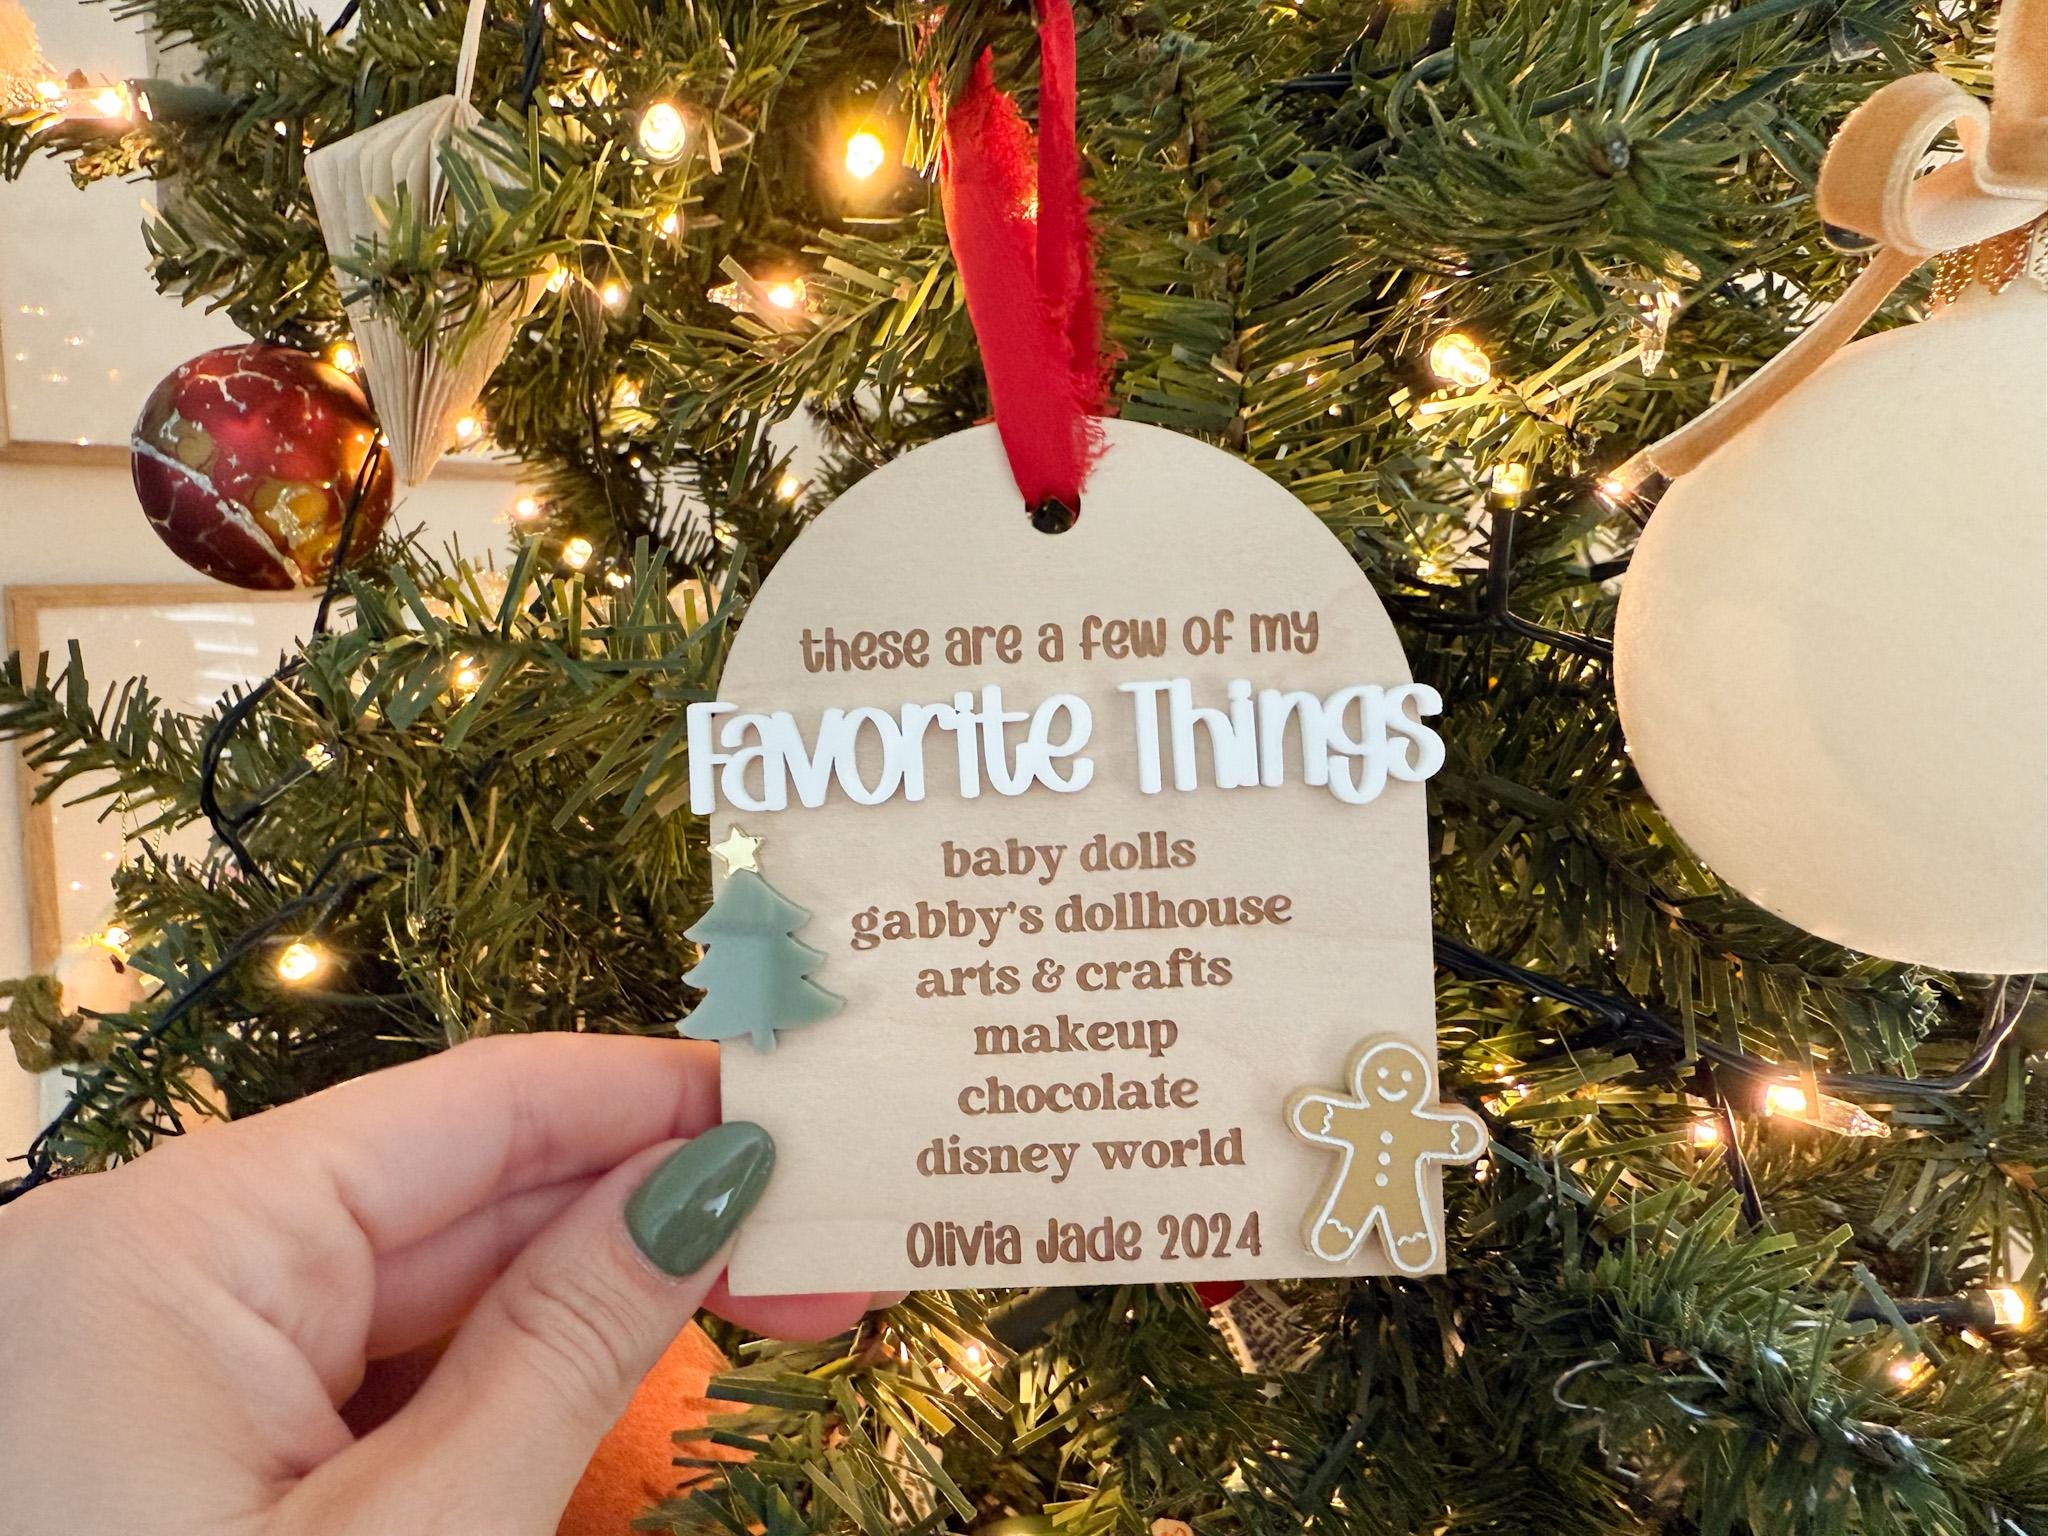 these are a few of my
Favorite Things
baby dolls
gabby's dollhouse
arts & crafts
makeup
chocolate
disney world
Olivia Jade 2024